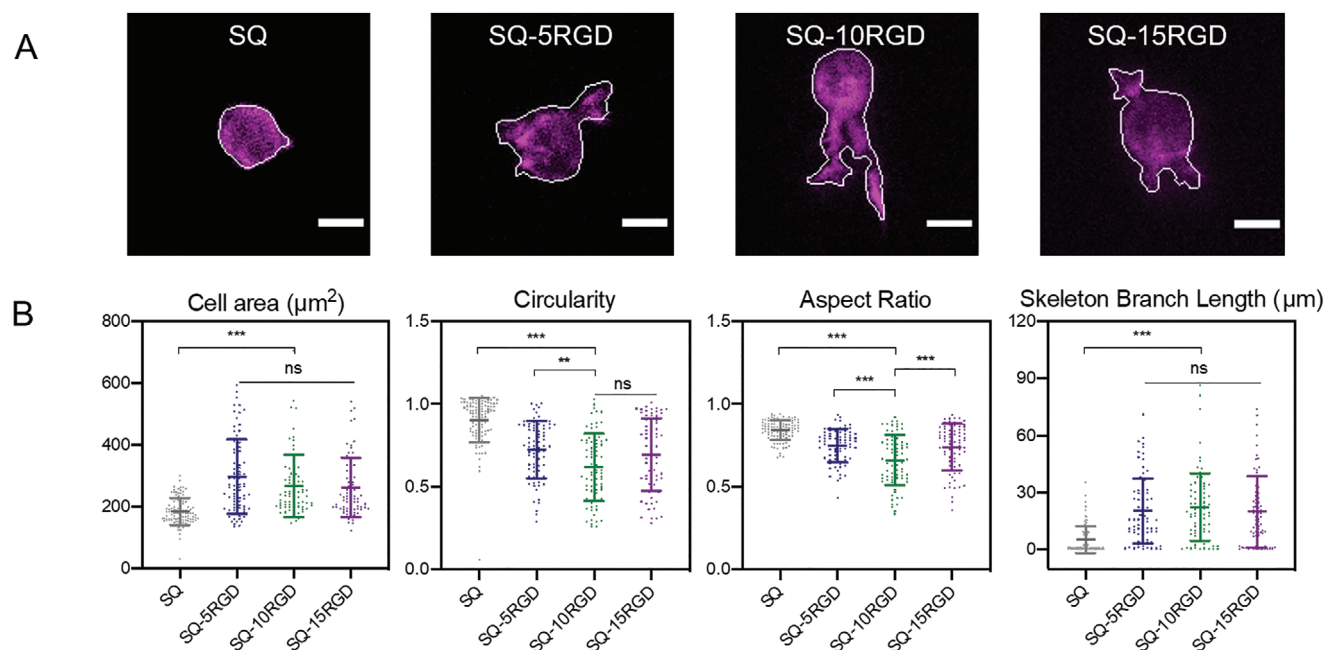 A
SQ
SQ-5RGD
SQ-10RGD
SQ-15RGD
B
Cell area (µm²)
800
600
400
200
0
***
ns
SQ
SQ-5RGD
SQ-10RGD
SQ-15RGD
Circularity
1.5
1.0
0.5
0.0
***
**
ns
SQ
SQ-5RGD
SQ-10RGD
SQ-15RGD
Aspect Ratio
1.5
1.0
0.5
0.0
***
***
***
SQ
SQ-5RGD
SQ-10RGD
SQ-15RGD
Skeleton Branch Length (µm)
120
90
60
30
0
***
ns
SQ
SQ-5RGD
SQ-10RGD
SQ-15RGD